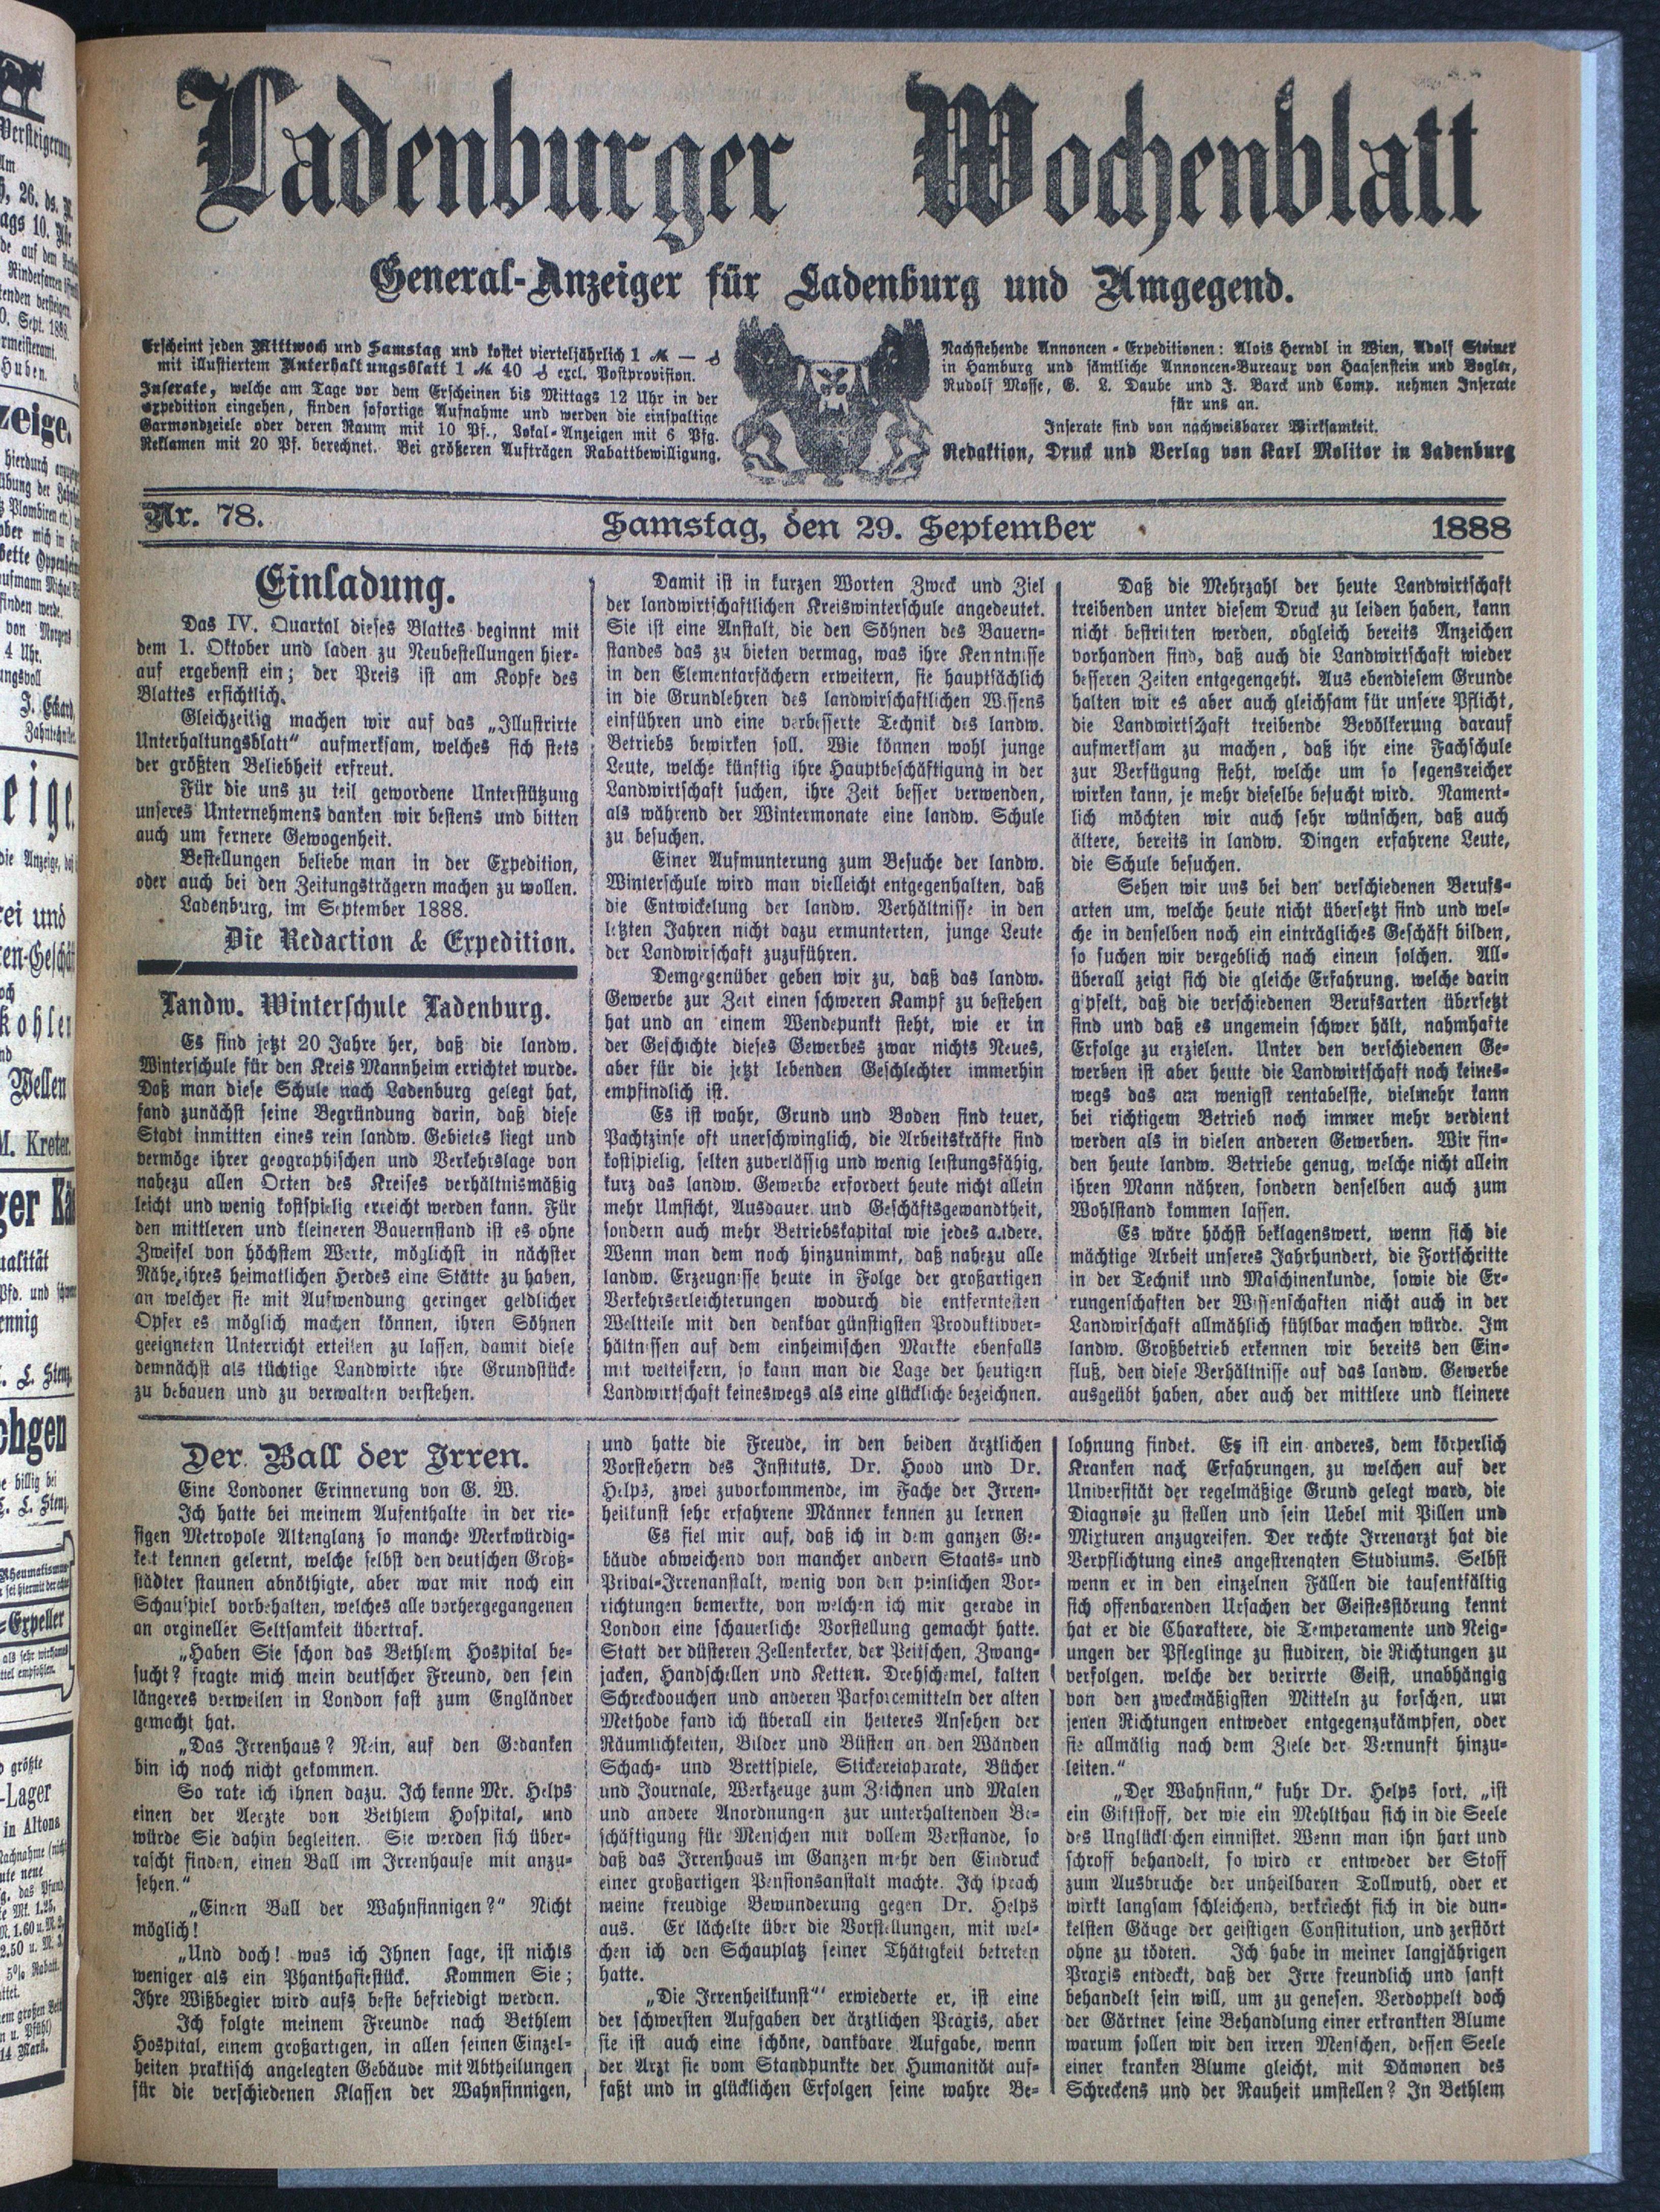 Ladenburger Wochenblatt
General-Anzeiger für Ladenburg und Umgegend.
Erscheint jeden Mittwoch und Samstag und kostet vierteljährlich 1 ℳ — ₰
mit illustiertem Unterhaltungsblatt 1 ℳ 40 ₰ excl. Postprovision.
Inserate, welche am Tage vor dem Erscheinen bis Mittags 12 Uhr in der
Expedition eingehen, finden sofortige Aufnahme und werden die einspaltige
Garmondzeiele oder deren Raum mit 10 Pf., Lokal-Anzeigen mit 6 Pfg.
Reklamen mit 20 Pf. berechnet. Bei größeren Aufträgen Rabattbewilligung.
Nachstehende Annoncen-Expeditionen: Alois Herndl in Wien, Adolf Steiner
in Hamburg und sämtliche Annoncen-Bureaux von Haasenstein und Vogler,
Rudolf Mosse, G. L. Daube und J. Barck und Comp. nehmen Inserate
für uns an.
Inserate sind von nachweisbarer Wirksamkeit.
Redaktion, Druck und Verlag von Karl Molitor in Ladenburg
Nr. 78. Samstag, den 29. September 1888
Einladung.
Das IV. Quartal dieses Blattes beginnt mit
dem 1. Oktober und laden zu Neubestellungen hier-
auf ergebenst ein; der Preis ist am Kopfe des
Blattes ersichtlich.
Gleichzeitig machen wir auf das „Illustrirte
Unterhaltungsblatt“ aufmerksam, welches sich stets
der größten Beliebheit erfreut.
Für die uns zu teil gewordene Unterstützung
unseres Unternehmens danken wir bestens und bitten
auch um fernere Gewogenheit.
Bestellungen beliebe man in der Expedition,
oder auch bei den Zeitungsträgern machen zu wollen.
Ladenburg, im September 1888.
Die Redaction & Expedition.
Landw. Winterschule Ladenburg.
Es sind jetzt 20 Jahre her, daß die landw.
Winterschule für den Kreis Mannheim errichtet wurde.
Daß man diese Schule nach Ladenburg gelegt hat,
fand zunächst seine Begründung darin, daß diese
Stadt inmitten eines rein landw. Gebietes liegt und
vermöge ihrer geographischen und Verkehrslage von
nahezu allen Orten des Kreises verhältnismäßig
leicht und wenig kostspielig erreicht werden kann. Für
den mittleren und kleineren Bauernstand ist es ohne
Zweifel von höchstem Werte, möglichst in nächster
Nähe ihres heimatlichen Herdes eine Stätte zu haben,
an welcher sie mit Aufwendung geringer geldlicher
Opfer es möglich machen können, ihren Söhnen
geeigneten Unterricht erteilen zu lassen, damit diese
demnächst als tüchtige Landwirte ihre Grundstücke
zu bebauen und zu verwalten verstehen.
Damit ist in kurzen Worten Zweck und Ziel
der landwirtschaftlichen Kreiswinterschule angedeutet.
Sie ist eine Anstalt, die den Söhnen des Bauern-
standes das zu bieten vermag, was ihre Kenntnisse
in den Elementarfächern erweitern, sie hauptsächlich
in die Grundlehren des landwirschaftlichen Wissens
einführen und eine verbesserte Technik des landw.
Betriebs bewirken soll. Wie können wohl junge
Leute, welche künftig ihre Hauptbeschäftigung in der
Landwirtschaft suchen, ihre Zeit besser verwenden,
als während der Wintermonate eine landw. Schule
zu besuchen.
Einer Aufmunterung zum Besuche der landw.
Winterschule wird man vielleicht entgegenhalten, daß
die Entwickelung der landw. Verhältnisse in den
letzten Jahren nicht dazu ermunterten, junge Leute
der Landwirschaft zuzuführen.
Demgegenüber geben wir zu, daß das landw.
Gewerbe zur Zeit einen schweren Kampf zu bestehen
hat und an einem Wendepunkt steht, wie er in
der Geschichte dieses Gewerbes zwar nichts Neues,
aber für die jetzt lebenden Geschlechter immerhin
empfindlich ist.
Es ist wahr, Grund und Boden sind teuer,
Pachtzinse oft unerschwinglich, die Arbeitskräfte sind
kostspielig, selten zuverlässig und wenig leistungsfähig,
kurz das landw. Gewerbe erfordert heute nicht allein
mehr Umsicht, Ausdauer und Geschäftsgewandtheit,
sondern auch mehr Betriebskapital wie jedes andere.
Wenn man dem noch hinzunimmt, daß nahezu alle
landw. Erzeugnisse heute in Folge der großartigen
Verkehrserleichterungen wodurch die entferntesten
Weltteile mit den denkbar günstigsten Produktivver-
hältnissen auf dem einheimischen Markte ebenfalls
mit wetteifern, so kann man die Lage der heutigen
Landwirtschaft keineswegs als eine glückliche bezeichnen.
Daß die Mehrzahl der heute Landwirtschaft
treibenden unter diesem Druck zu leiden haben, kann
nicht bestritten werden, obgleich bereits Anzeichen
vorhanden sind, daß auch die Landwirtschaft wieder
besseren Zeiten entgegengeht. Aus ebendiesem Grunde
halten wir es aber auch gleichsam für unsere Pflicht,
die Landwirtschaft treibende Bevölkerung darauf
aufmerksam zu machen, daß ihr eine Fachschule
zur Verfügung steht, welche um so segensreicher
wirken kann, je mehr dieselbe besucht wird. Nament-
lich möchten wir auch sehr wünschen, daß auch
ältere, bereits in landw. Dingen erfahrene Leute,
die Schule besuchen.
Sehen wir uns bei den verschiedenen Berufs-
arten um, welche heute nicht übersetzt sind und wel-
che in denselben noch ein einträgliches Geschäft bilden,
so suchen wir vergeblich nach einem solchen. All-
überall zeigt sich die gleiche Erfahrung. welche darin
gipfelt, daß die verschiedenen Berufsarten übersetzt
sind und daß es ungemein schwer hält, nahmhafte
Erfolge zu erzielen. Unter den verschiedenen Ge-
werben ist aber heute die Landwirtschaft noch keines-
wegs das am wenigst rentabelste, vielmehr kann
bei richtigem Betrieb noch immer mehr verdient
werden als in vielen anderen Gewerben. Wir fin-
den heute landw. Betriebe genug, welche nicht allein
ihren Mann nähren, sondern denselben auch zum
Wohlstand kommen lassen.
Es wäre höchst beklagenswert, wenn sich die
mächtige Arbeit unseres Jahrhundert, die Fortschritte
in der Technik und Maschinenkunde, sowie die Er-
rungenschaften der Wissenschaften nicht auch in der
Landwirschaft allmählich fühlbar machen würde. Im
landw. Großbetrieb erkennen wir bereits den Ein-
fluß, den diese Verhältnisse auf das landw. Gewerbe
ausgeübt haben, aber auch der mittlere und kleinere
Der Ball der Irren.
Eine Londoner Erinnerung von G. W.
Ich hatte bei meinem Aufenthalte in der rie-
sigen Metropole Altenglanz so manche Merkwürdig-
keit kennen gelernt, welche selbst den deutschen Groß-
städter staunen abnöthigte, aber war mir noch ein
Schauspiel vorbehalten, welches alle vorhergegangenen
an orgineller Seltsamkeit übertraf.
„Haben Sie schon das Bethlem Hospital be-
sucht? fragte mich mein deutscher Freund, den sein
längeres verweilen in London fast zum Engländer
gemacht hat.
„Das Irrenhaus? Nein, auf den Gedanken
bin ich noch nicht gekommen.
So rate ich ihnen dazu. Ich kenne Mr. Helps
einen der Aerzte von Bethlem Hospital, und
würde Sie dahin begleiten. Sie werden sich über-
rascht finden, einen Ball im Irrenhause mit anzu-
sehen.“
„Einen Ball der Wahnsinnigen?“ Nicht
möglich!
„Und doch! was ich Ihnen sage, ist nichts
weniger als ein Phanthasiestück. Kommen Sie;
Ihre Wißbegier wird aufs beste befriedigt werden.
Ich folgte meinem Freunde nach Bethlem
Hospital, einem großartigen, in allen seinen Einzel-
heiten praktisch angelegten Gebäude mit Abtheilungen
für die verschiedenen Klassen der Wahnsinnigen,
und hatte die Freude, in den beiden ärztlichen
Vorstehern des Instituts, Dr. Hood und Dr.
Helps, zwei zuvorkommende, im Fache der Irren-
heilkunst sehr erfahrene Männer kennen zu lernen
Es fiel mir auf, daß ich in dem ganzen Ge-
bäude abweichend von mancher andern Staats- und
Prival-Irrenanstalt, wenig von den peinlichen Vor-
richtungen bemerkte, von welchen ich mir gerade in
London eine schauerliche Vorstellung gemacht hatte.
Statt der düsteren Zellenkerker, der Peitschen, Zwang-
jacken, Handschellen und Ketten. Drehschemel, kalten
Schreckdouchen und anderen Parforcemitteln der alten
Methode fand ich überall ein heiteres Ansehen der
Räumlichkeiten, Bilder und Büsten an den Wänden
Schach- und Brettspiele, Stickereiaparate, Bücher
und Journale, Werkzeuge zum Zeichnen und Malen
und andere Anordnungen zur unterhaltenden Be-
schäftigung für Menschen mit vollem Verstande, so
daß das Irrenhaus im Ganzen mehr den Eindruck
einer großartigen Pensionsanstalt machte. Ich sprach
meine freudige Bewunderung gegen Dr. Helps
aus. Er lächelte über die Vorstellungen, mit wel-
chen ich den Schauplatz seiner Thätigkeit betreten
hatte.
„Die Irrenheilkunst“ erwiederte er, ist eine
der schwersten Aufgaben der ärztlichen Praxis, aber
sie ist auch eine schöne, dankbare Aufgabe, wenn
der Arzt sie vom Standpunkte der Humanität auf-
faßt und in glücklichen Erfolgen seine wahre Be-
lohnung findet. Es ist ein anderes, dem körperlich
Kranken nach Erfahrungen, zu welchen auf der
Universität der regelmäßige Grund gelegt ward, die
Diagnose zu stellen und sein Uebel mit Pillen und
Mixturen anzugreifen. Der rechte Irrenarzt hat die
Verpflichtung eines angestrengten Studiums. Selbst
wenn er in den einzelnen Fällen die tausentfältig
sich offenbarenden Ursachen der Geistesstörung kennt
hat er die Charaktere, die Temperamente und Neig-
ungen der Pfleglinge zu studiren, die Richtungen zu
verfolgen, welche der verirrte Geist, unabhängig
von den zweckmäßigsten Mitteln zu forschen, um
jenen Richtungen entweder entgegenzukämpfen, oder
sie allmälig nach dem Ziele der Vernunft hinzu-
leiten.“
„Der Wahnsinn,“ fuhr Dr. Helps fort, „ist
ein Giftstoff, der wie ein Mehlthau sich in die Seele
des Unglücklichen einnistet. Wenn man ihn hart und
schroff behandelt, so wird er entweder der Stoff
zum Ausbruche der unheilbaren Tollwuth, oder er
wirkt langsam schleichend, verkriecht sich in die dun-
kelsten Gänge der geistigen Constitution, und zerstört
ohne zu tödten. Ich habe in meiner langjährigen
Praxis entdeckt, daß der Irre freundlich und sanft
behandelt sein will, um zu genesen. Verdoppelt doch
der Gärtner seine Behandlung einer erkrankten Blume
warum sollen wir den irren Menschen, dessen Seele
einer kranken Blume gleicht, mit Dämonen des
Schreckens und der Rauheit umstellen? In Bethlem